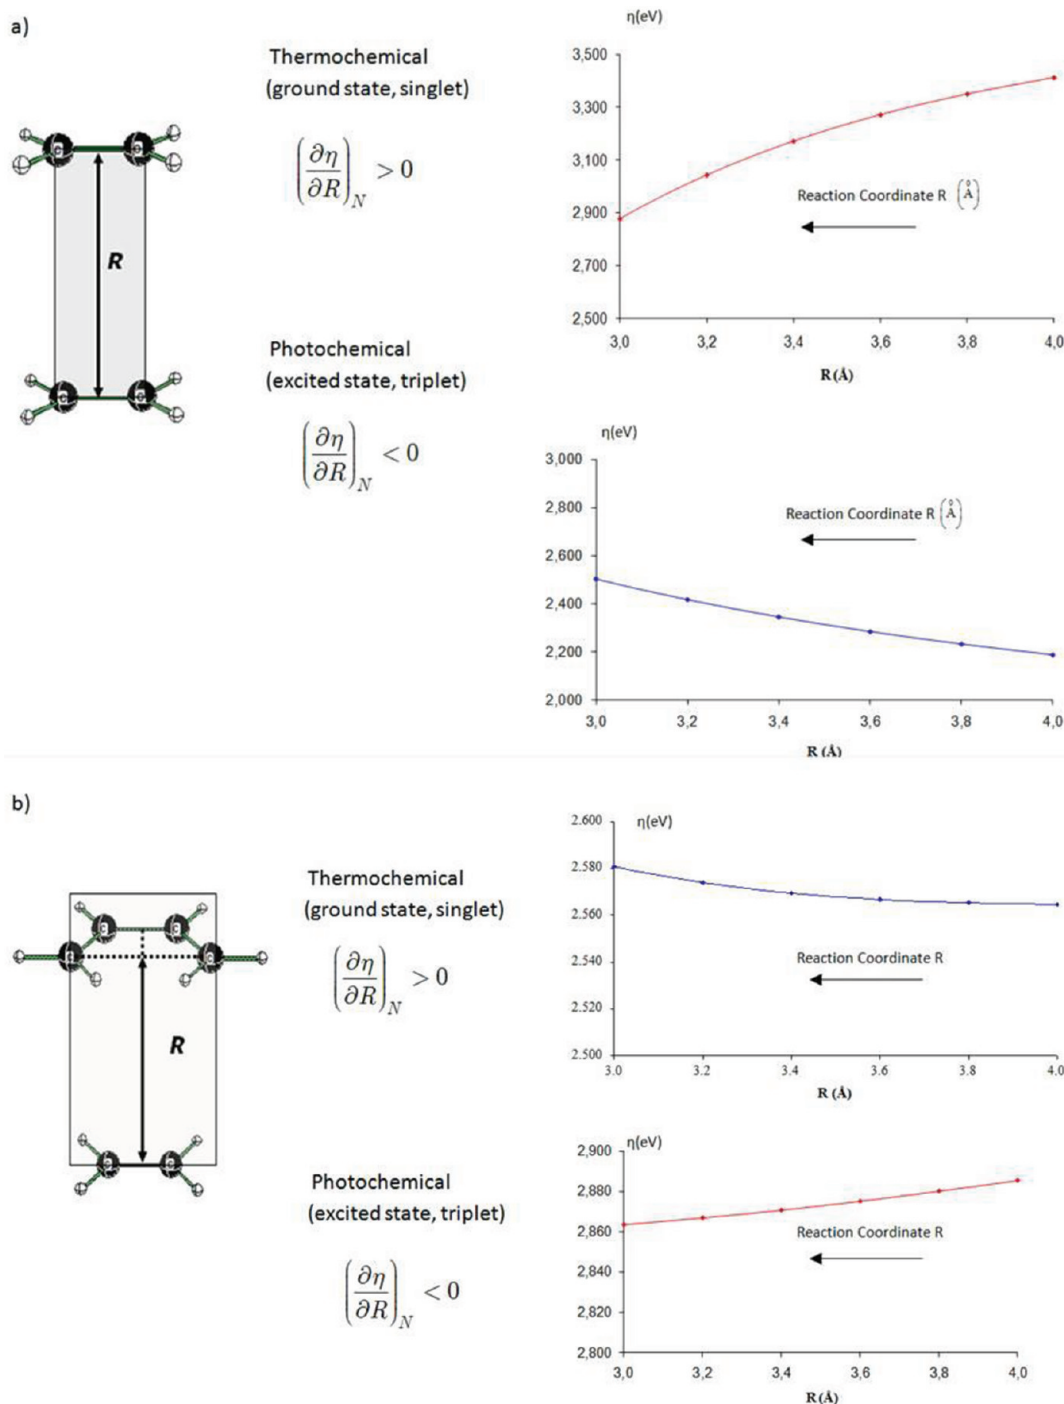 a)
Thermochemical
(ground state, singlet)
(∂η/∂R)_N > 0
R
Photochemical
(excited state, triplet)
(∂η/∂R)_N < 0
η(eV)
3,500
3,300
3,100
2,900
2,700
2,500
Reaction Coordinate R (Å)
3,0 3,2 3,4 3,6 3,8 4,0
R (Å)
η(eV)
3,000
2,800
2,600
2,400
2,200
2,000
Reaction Coordinate R (Å)
3,0 3,2 3,4 3,6 3,8 4,0
R (Å)
b)
Thermochemical
(ground state, singlet)
(∂η/∂R)_N > 0
R
Photochemical
(excited state, triplet)
(∂η/∂R)_N < 0
η(eV)
2.600
2.580
2.560
2.540
2.520
2.500
Reaction Coordinate R
3.0 3.2 3.4 3.6 3.8 4.0
R (Å)
η(eV)
2,900
2,880
2,860
2,840
2,820
2,800
Reaction Coordinate R
3,0 3,2 3,4 3,6 3,8 4,0
R (Å)